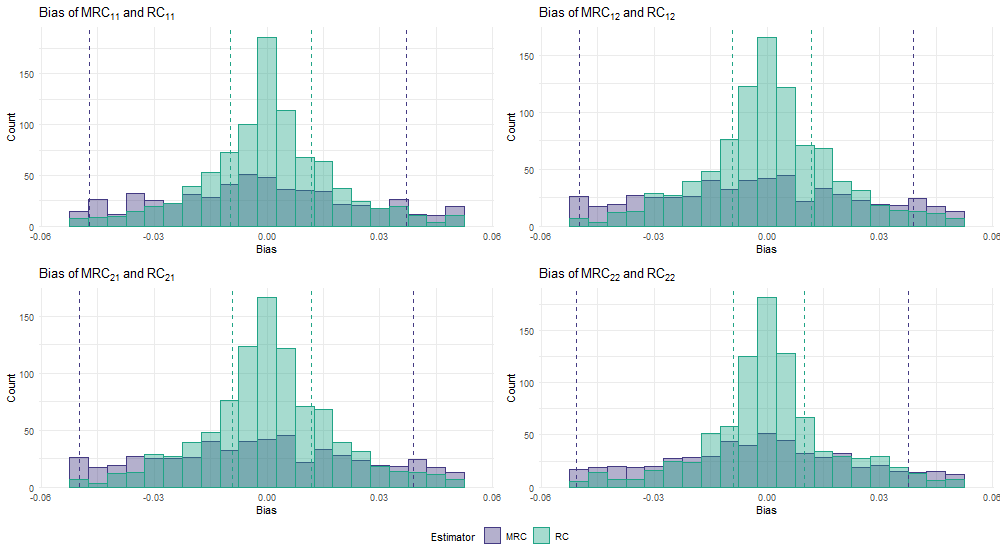 Bias of MRC₁₁ and RC₁₁
Count
150
100
50
0
-0.06 -0.03 0.00 0.03 0.06
Bias
Bias of MRC₁₂ and RC₁₂
Count
150
100
50
0
-0.06 -0.03 0.00 0.03 0.06
Bias
Bias of MRC₂₁ and RC₂₁
Count
150
100
50
0
-0.06 -0.03 0.00 0.03 0.06
Bias
Bias of MRC₂₂ and RC₂₂
Count
150
100
50
0
-0.06 -0.03 0.00 0.03 0.06
Bias
Estimator MRC RC